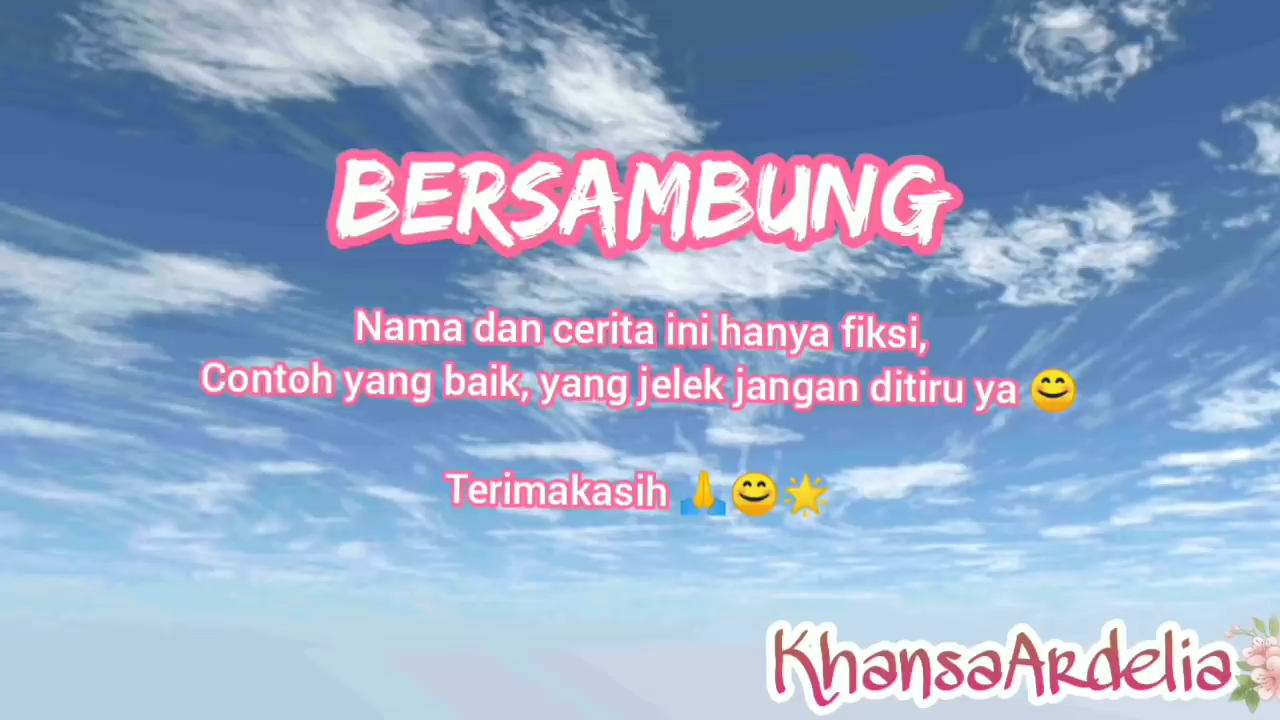 BERSAMBUNG
Nama dan cerita ini hanya fiksi,
Contoh yang baik, yang jelek jangan ditiru ya 😊
Terimakasih 🙏😊🌟
KhansaArdelia